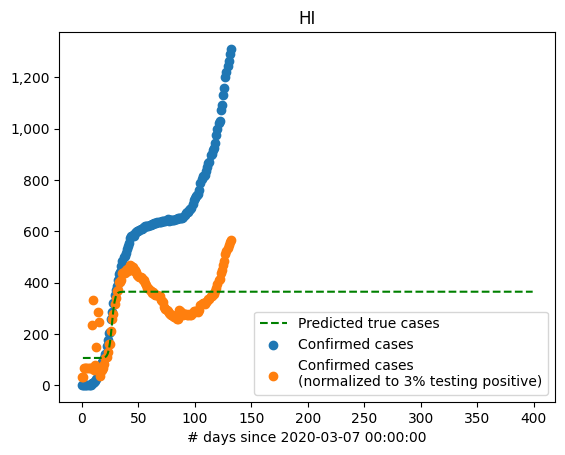 HI
1,200
1,000
800
600
400
200
0
Predicted true cases
Confirmed cases
Confirmed cases
(normalized to 3% testing positive)
0 50 100 150 200 250 300 350 400
# days since 2020-03-07 00:00:00